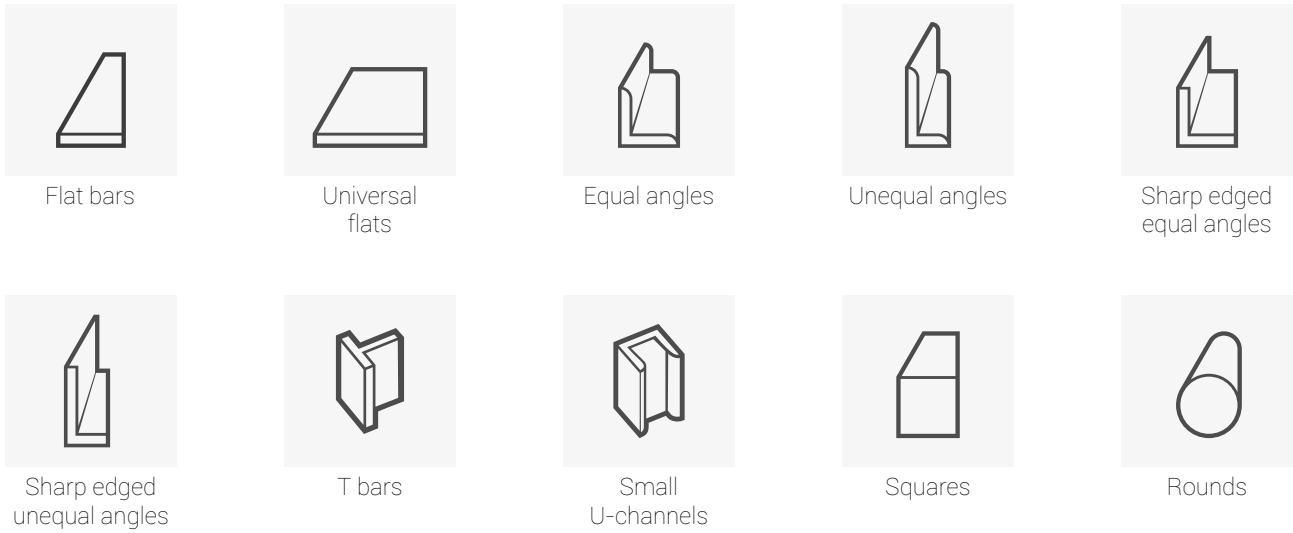 Flat bars
Universal
flats
Equal angles
Unequal angles
Sharp edged
equal angles
Sharp edged
unequal angles
T bars
Small
U-channels
Squares
Rounds